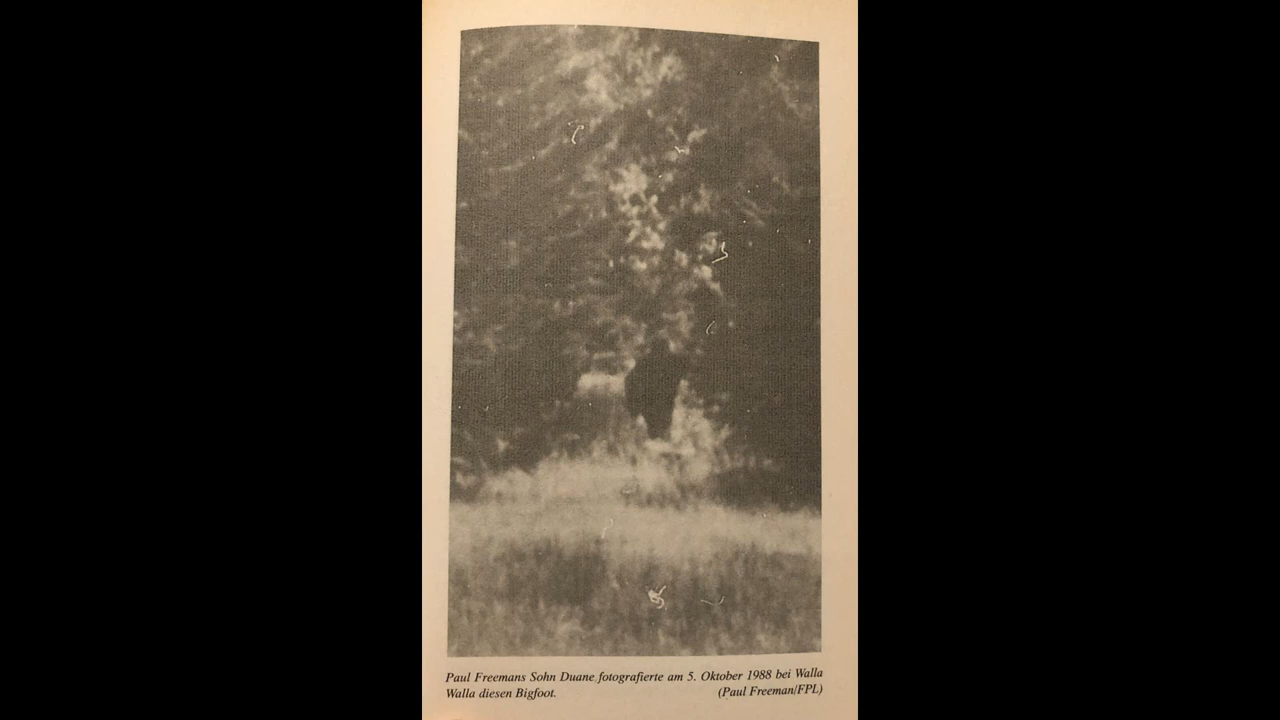 Paul Freemans Sohn Duane fotografierte am 5. Oktober 1988 bei Walla
Walla diesen Bigfoot. (Paul Freeman/FPL)